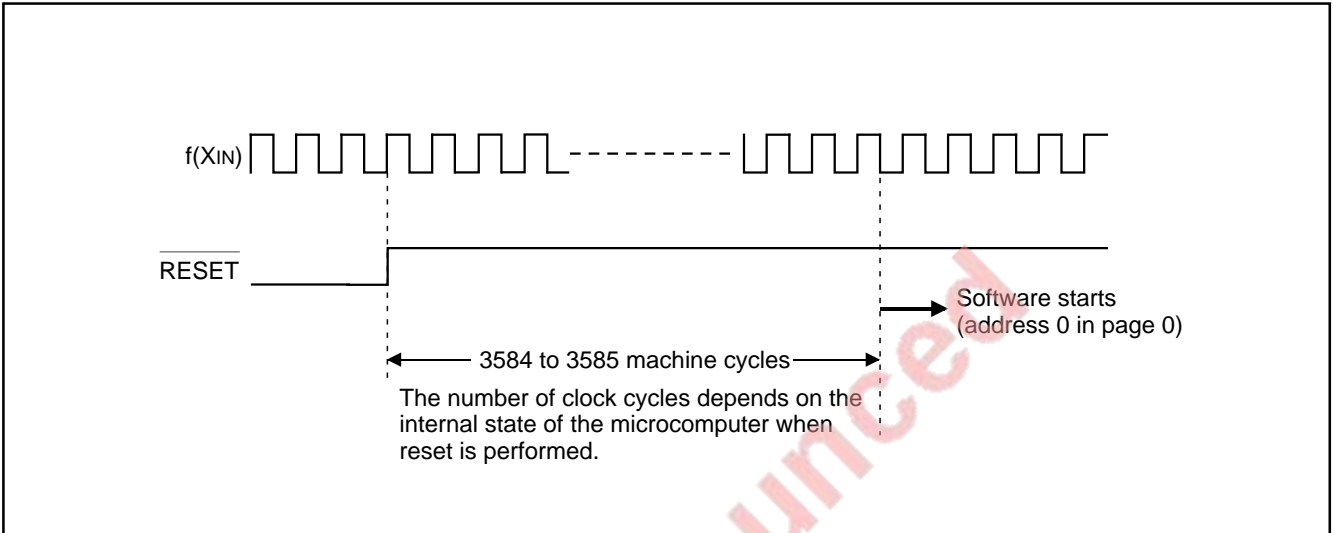 f(XIN)
RESET
Software starts
(address 0 in page 0)
3584 to 3585 machine cycles
The number of clock cycles depends on the
internal state of the microcomputer when
reset is performed.
unced